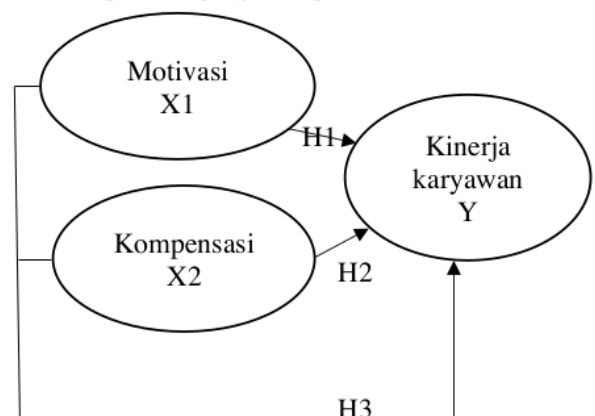 Motivasi
X1
H1
Kinerja
karyawan
Y
Kompensasi
X2
H2
H3